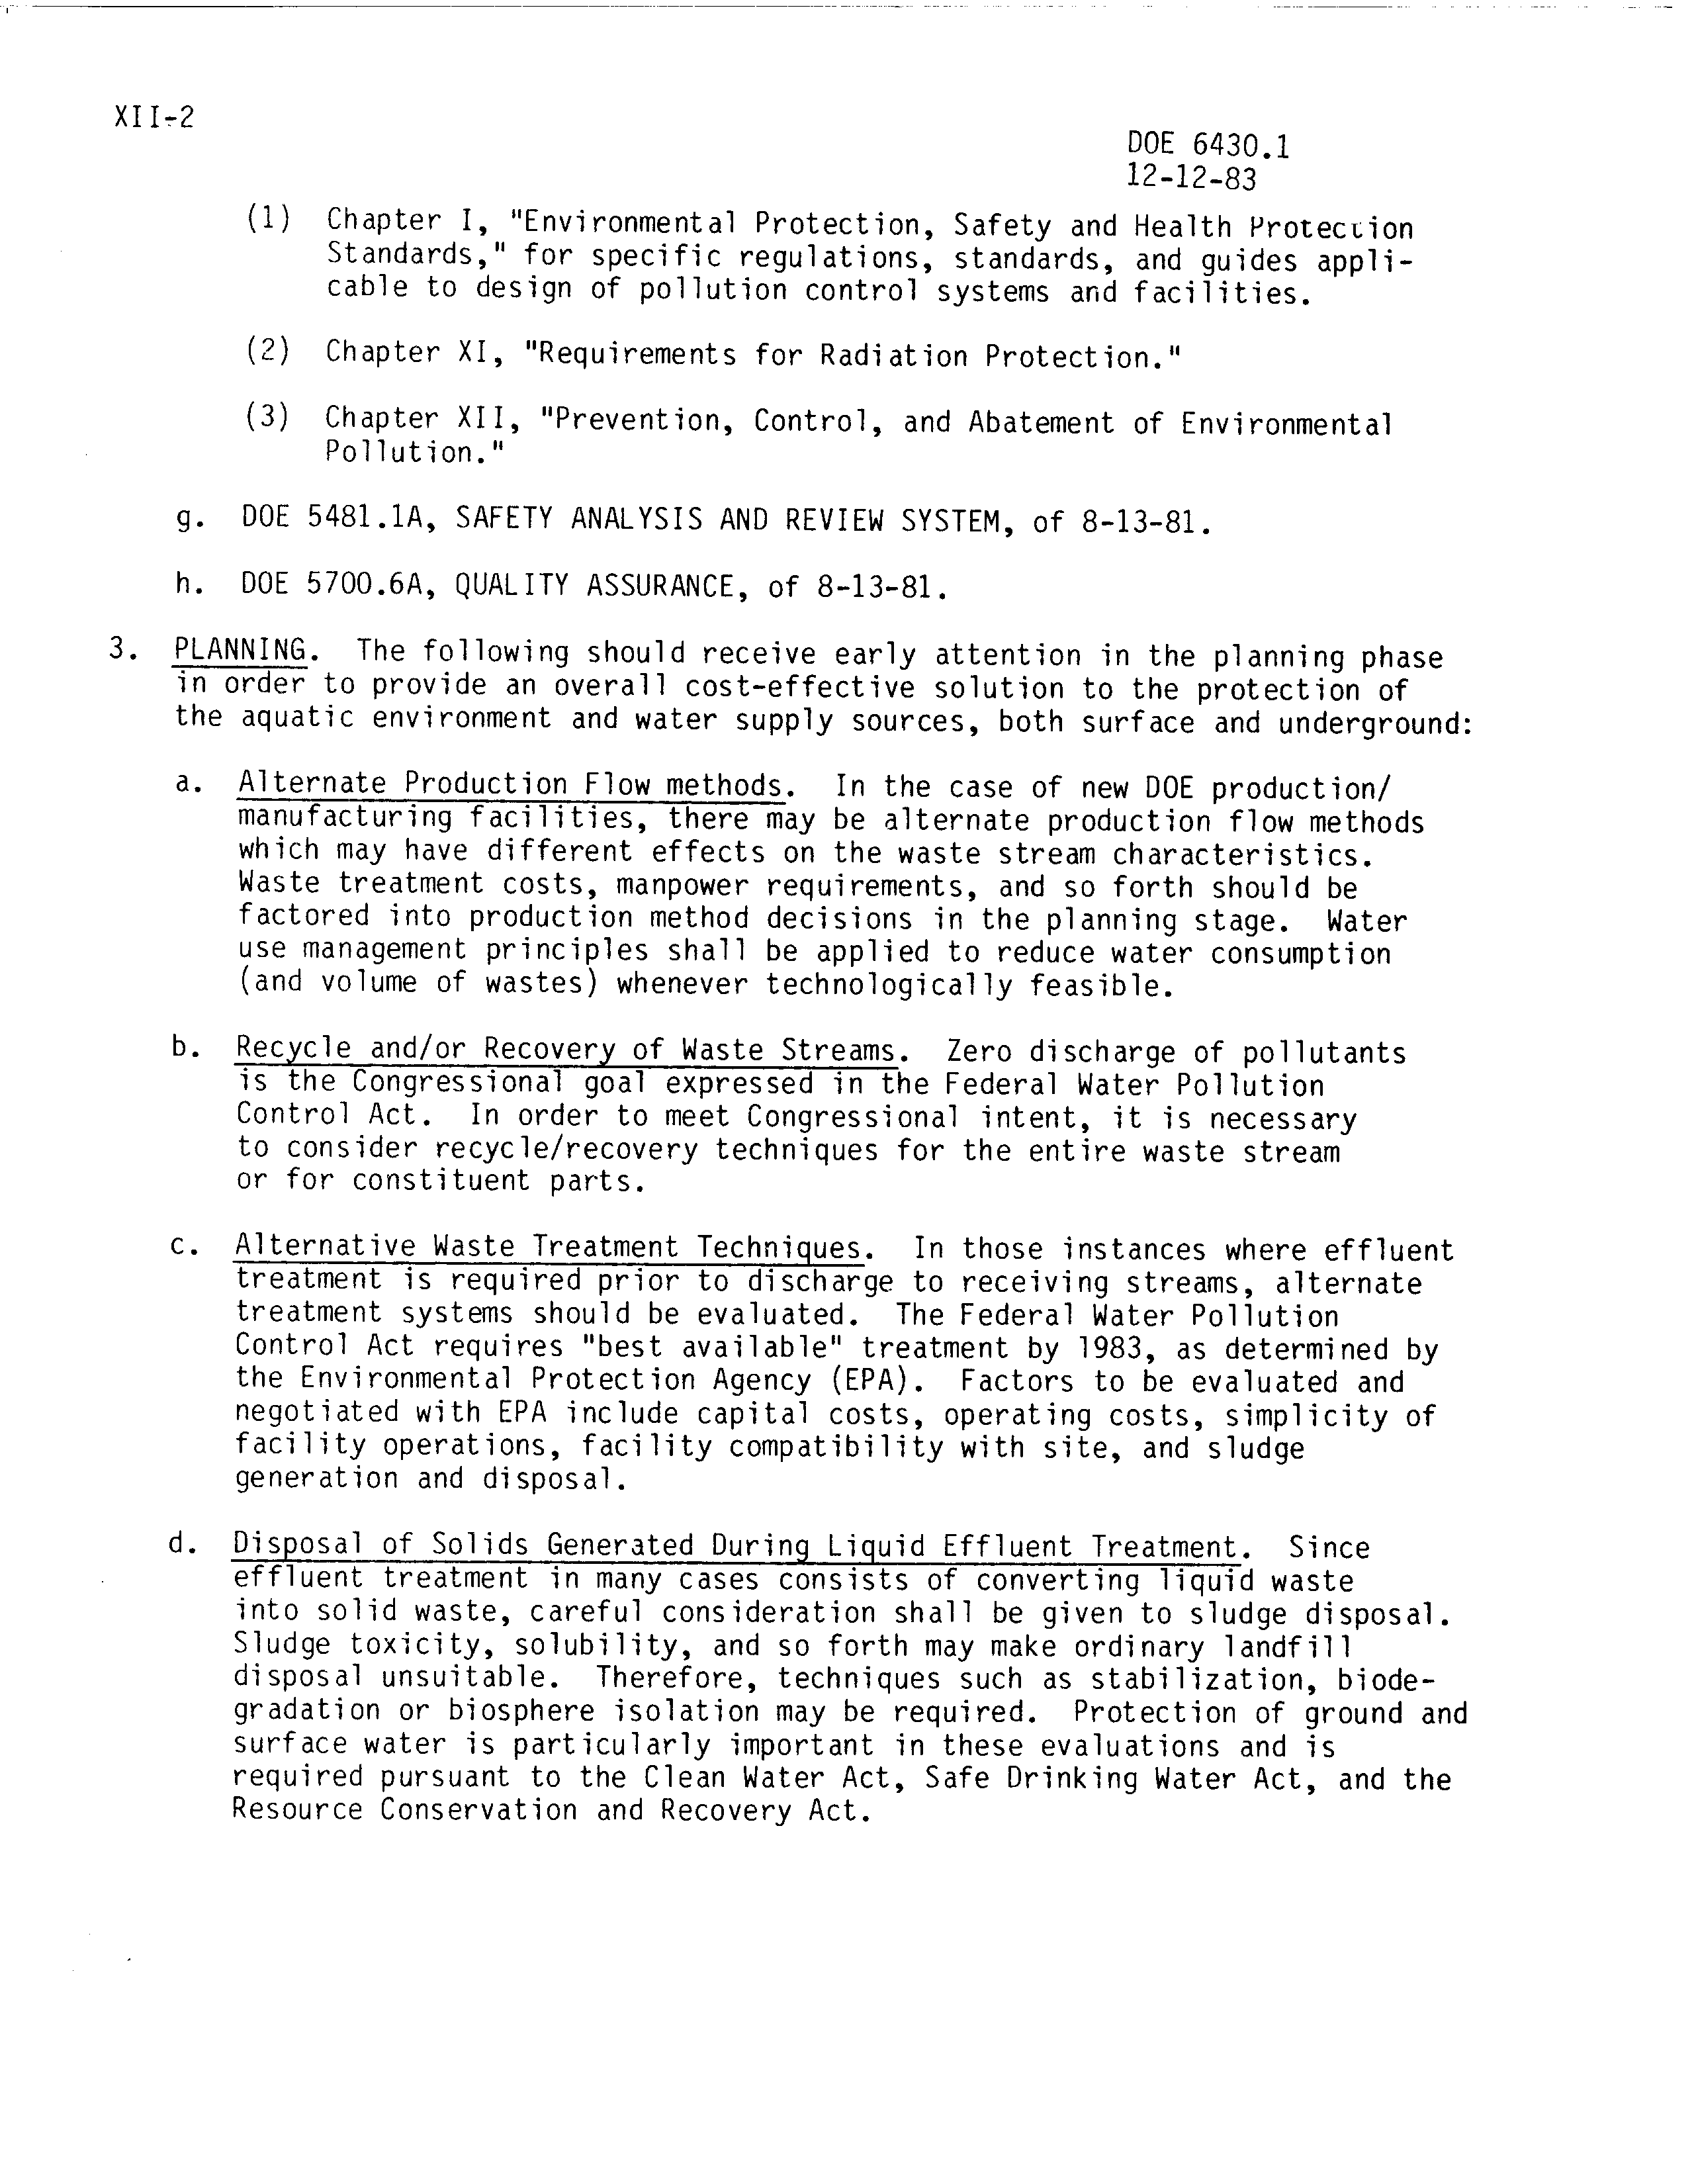 XII-2
DOE 6430.1
12-12-83
(1) Chapter I, "Environmental Protection, Safety and Health Protection
Standards," for specific regulations, standards, and guides appli-
cable to design of pollution control systems and facilities.
(2) Chapter XI, "Requirements for Radiation Protection."
(3) Chapter XII, "Prevention, Control, and Abatement of Environmental
Pollution."
g. DOE 5481.1A, SAFETY ANALYSIS AND REVIEW SYSTEM, of 8-13-81.
h. DOE 5700.6A, QUALITY ASSURANCE, of 8-13-81.
3. PLANNING. The following should receive early attention in the planning phase
in order to provide an overall cost-effective solution to the protection of
the aquatic environment and water supply sources, both surface and underground:
a. Alternate Production Flow methods. In the case of new DOE production/
manufacturing facilities, there may be alternate production flow methods
which may have different effects on the waste stream characteristics.
Waste treatment costs, manpower requirements, and so forth should be
factored into production method decisions in the planning stage. Water
use management principles shall be applied to reduce water consumption
(and volume of wastes) whenever technologically feasible.
b. Recycle and/or Recovery of Waste Streams. Zero discharge of pollutants
is the Congressional goal expressed in the Federal Water Pollution
Control Act. In order to meet Congressional intent, it is necessary
to consider recycle/recovery techniques for the entire waste stream
or for constituent parts.
c. Alternative Waste Treatment Techniques. In those instances where effluent
treatment is required prior to discharge to receiving streams, alternate
treatment systems should be evaluated. The Federal Water Pollution
Control Act requires "best available" treatment by 1983, as determined by
the Environmental Protection Agency (EPA). Factors to be evaluated and
negotiated with EPA include capital costs, operating costs, simplicity of
facility operations, facility compatibility with site, and sludge
generation and disposal.
d. Disposal of Solids Generated During Liquid Effluent Treatment. Since
effluent treatment in many cases consists of converting liquid waste
into solid waste, careful consideration shall be given to sludge disposal.
Sludge toxicity, solubility, and so forth may make ordinary landfill
disposal unsuitable. Therefore, techniques such as stabilization, biode-
gradation or biosphere isolation may be required. Protection of ground and
surface water is particularly important in these evaluations and is
required pursuant to the Clean Water Act, Safe Drinking Water Act, and the
Resource Conservation and Recovery Act.